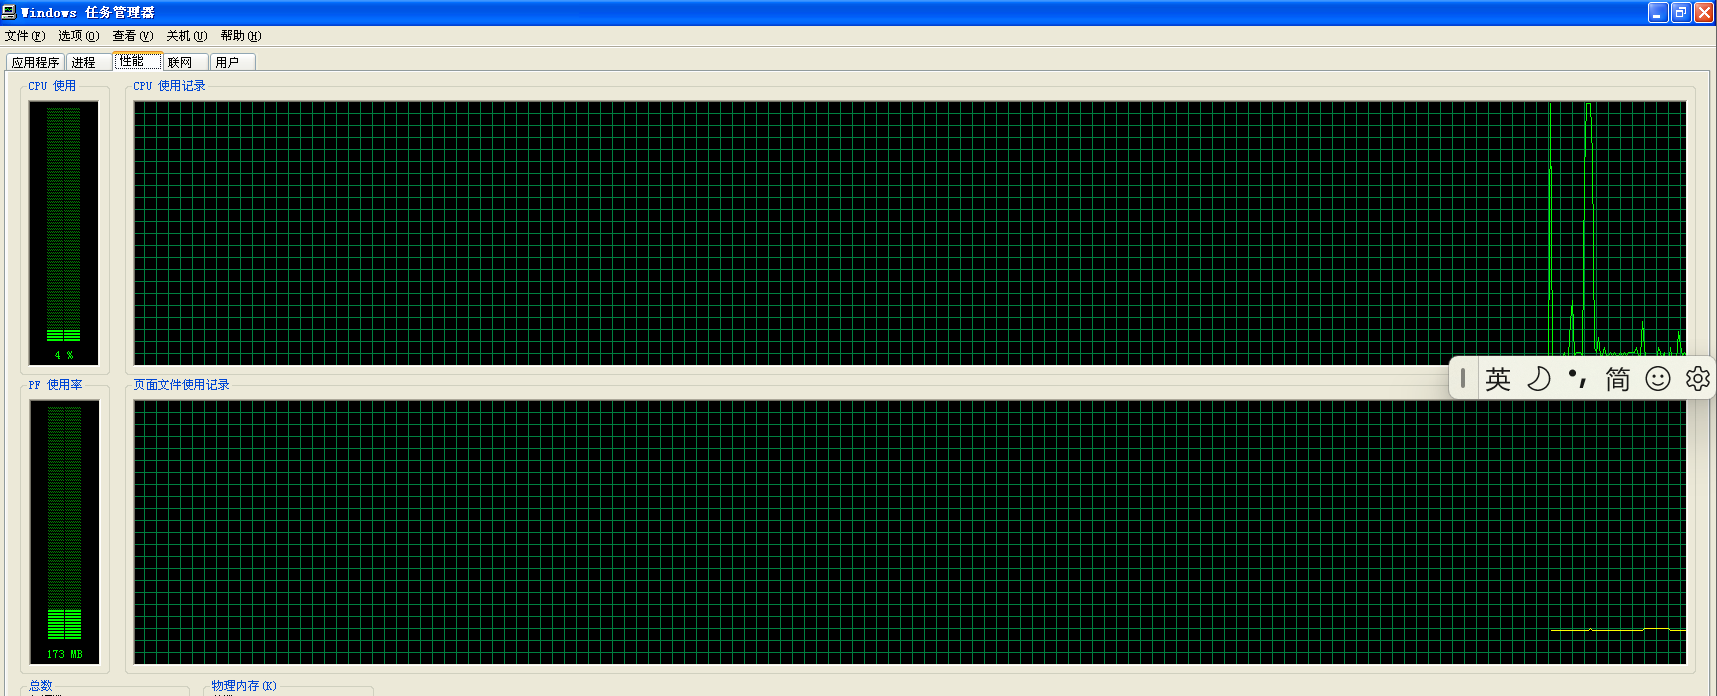 Windows 任务管理器
文件(F) 选项(O) 查看(V) 关机(U) 帮助(H)
应用程序 进程 性能 联网 用户
CPU 使用 CPU 使用记录
4 %
英 简
PF 使用率 页面文件使用记录
173 MB
总数 物理内存(K)